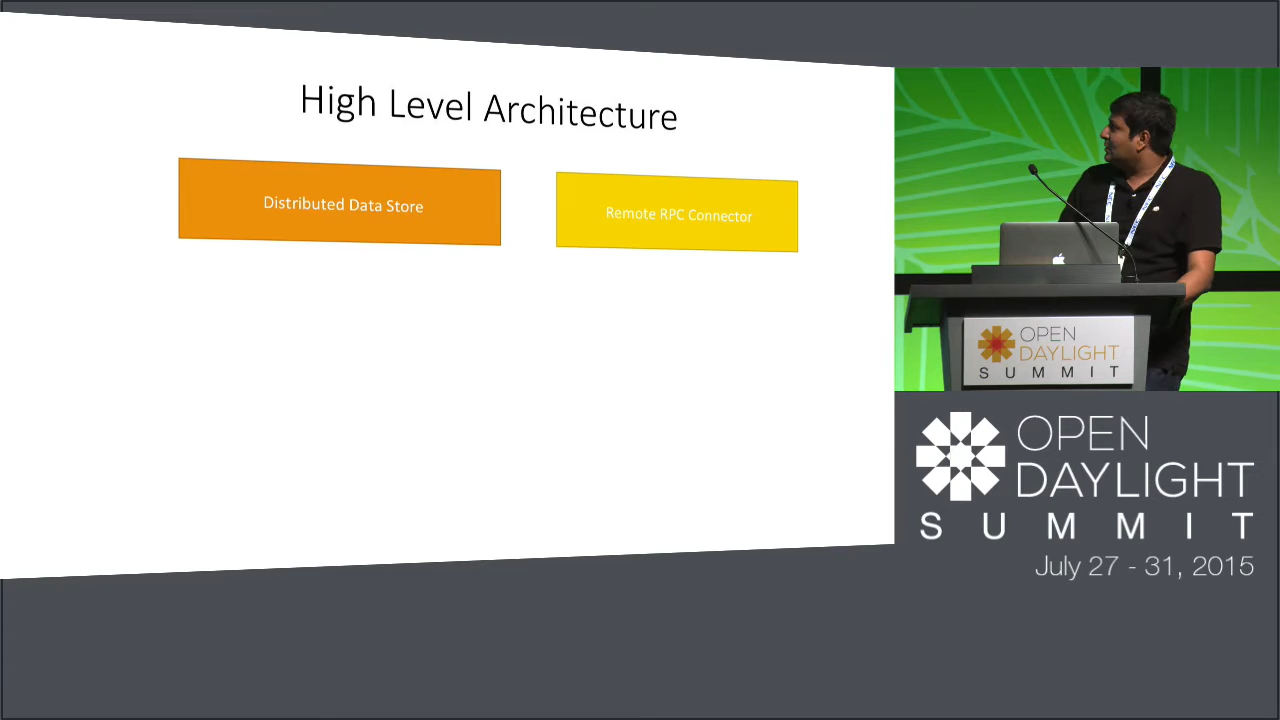 High Level Architecture
Distributed Data Store
Remote RPC Connector
OPEN
DAYLIGHT
SUMMIT
OPEN
DAYLIGHT
SUMMIT
July 27 - 31, 2015